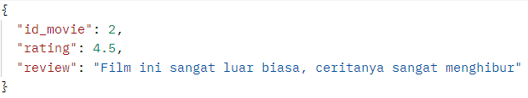 {
  "id_movie": 2,
  "rating": 4.5,
  "review": "Film ini sangat luar biasa, ceritanya sangat menghibur"
}